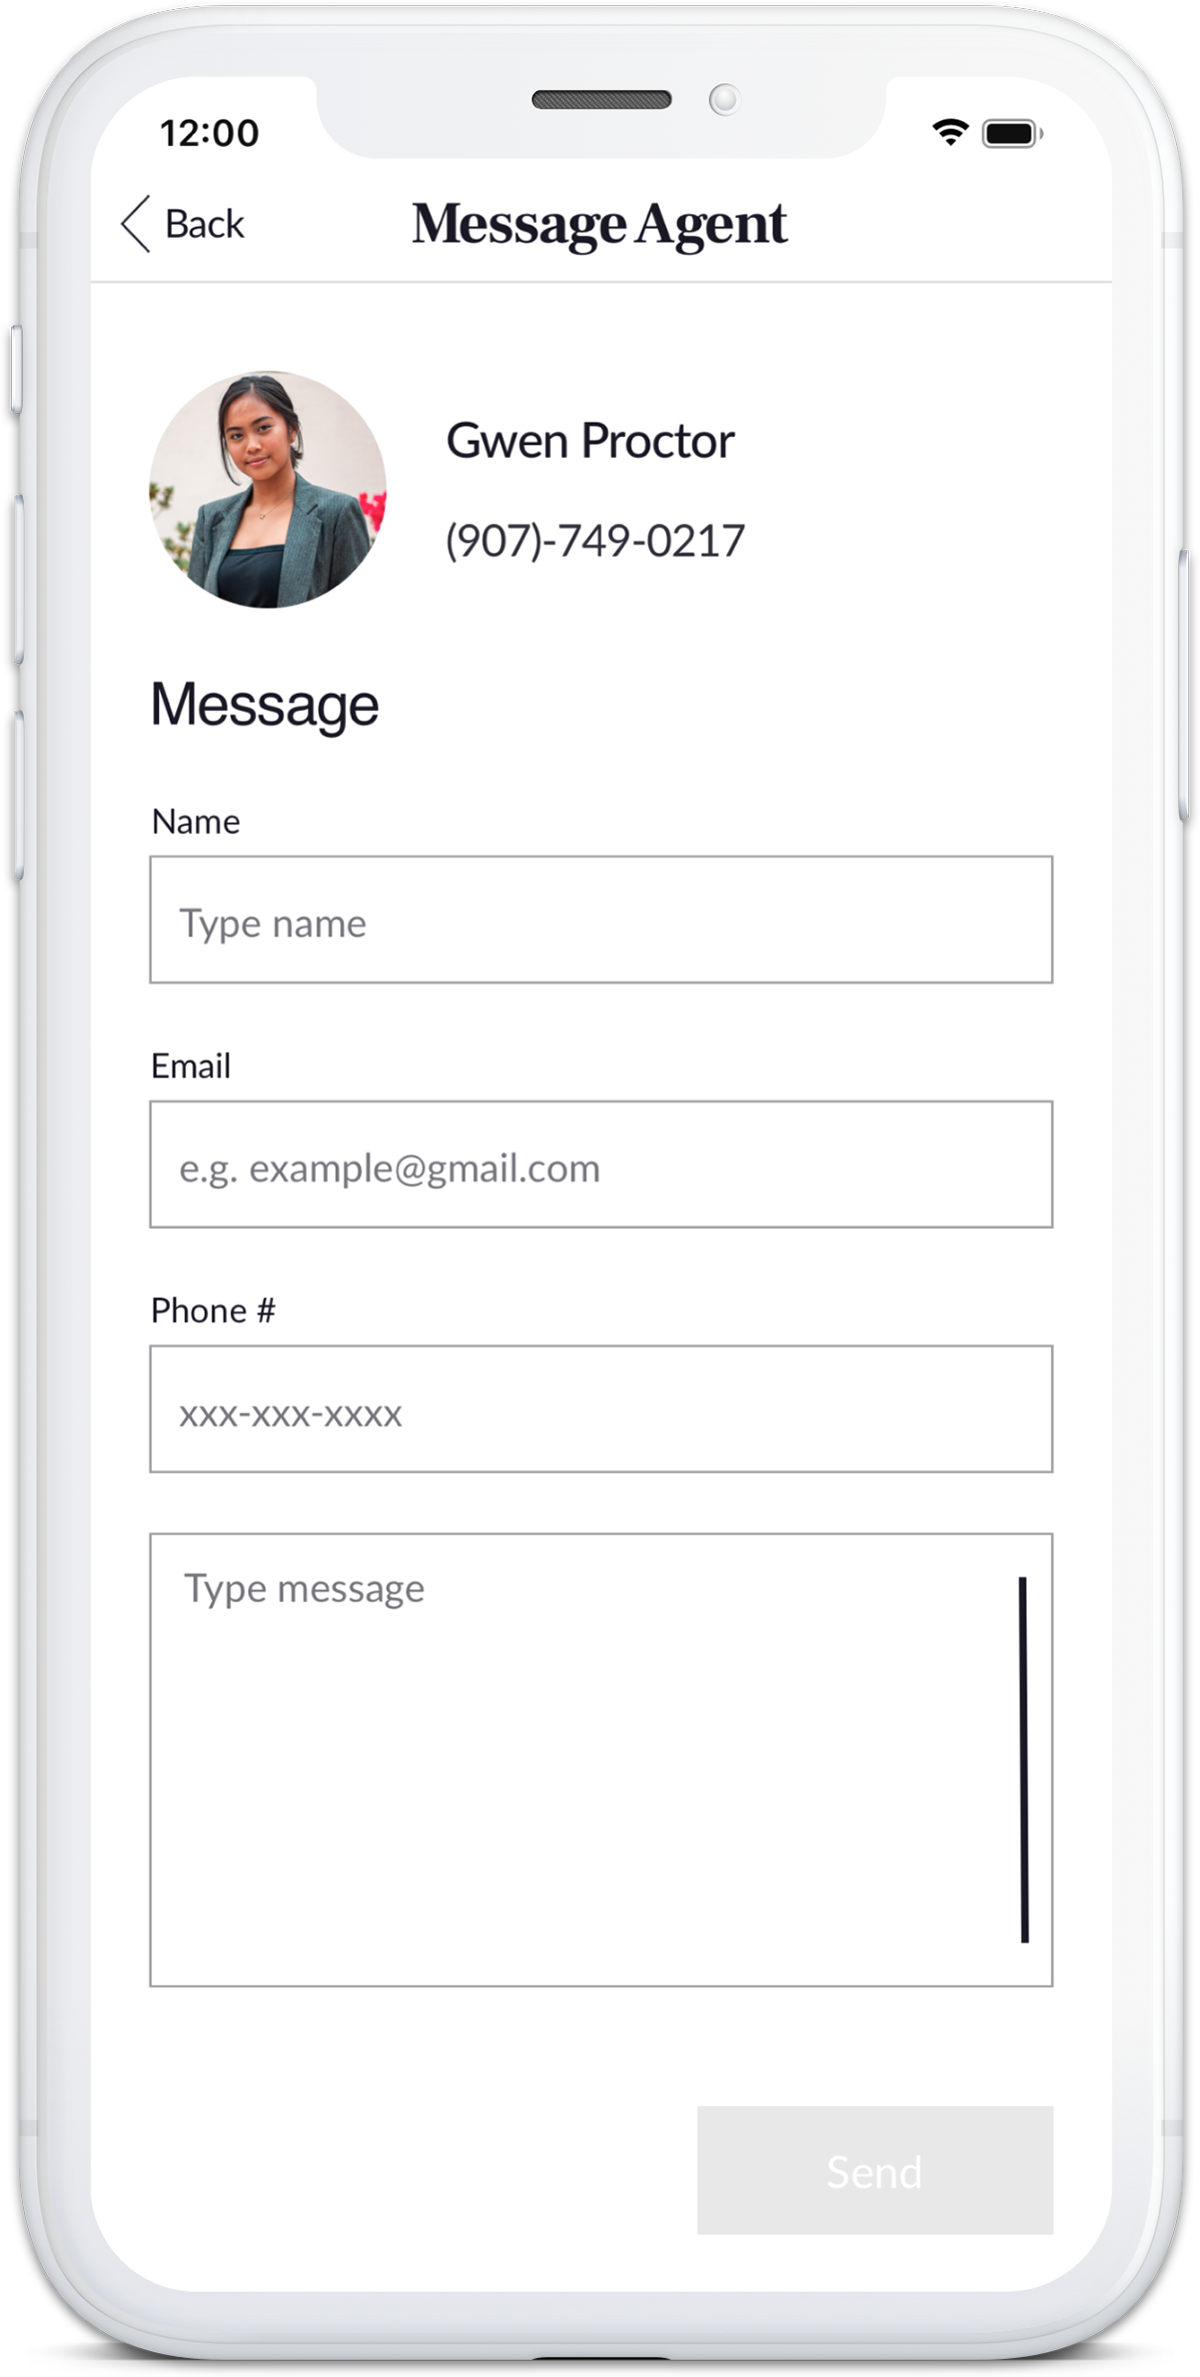 12:00
Back
Message Agent
Gwen Proctor
(907)-749-0217
Message
Name
Type name
Email
e.g. example@gmail.com
Phone #
xxx-xxx-xxxx
Type message
Send